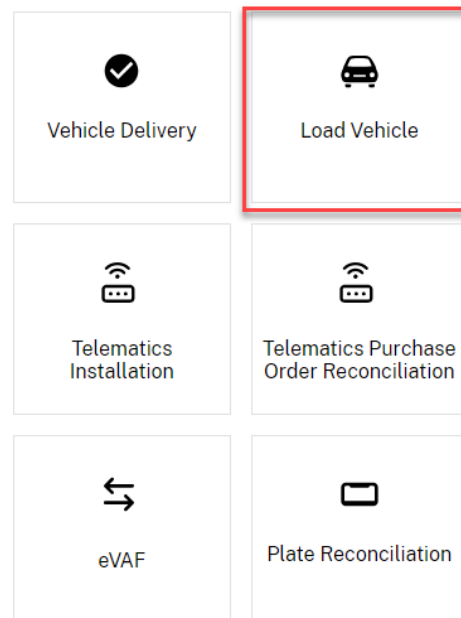 Vehicle Delivery
Load Vehicle
Telematics
Installation
Telematics Purchase
Order Reconciliation
eVAF
Plate Reconciliation